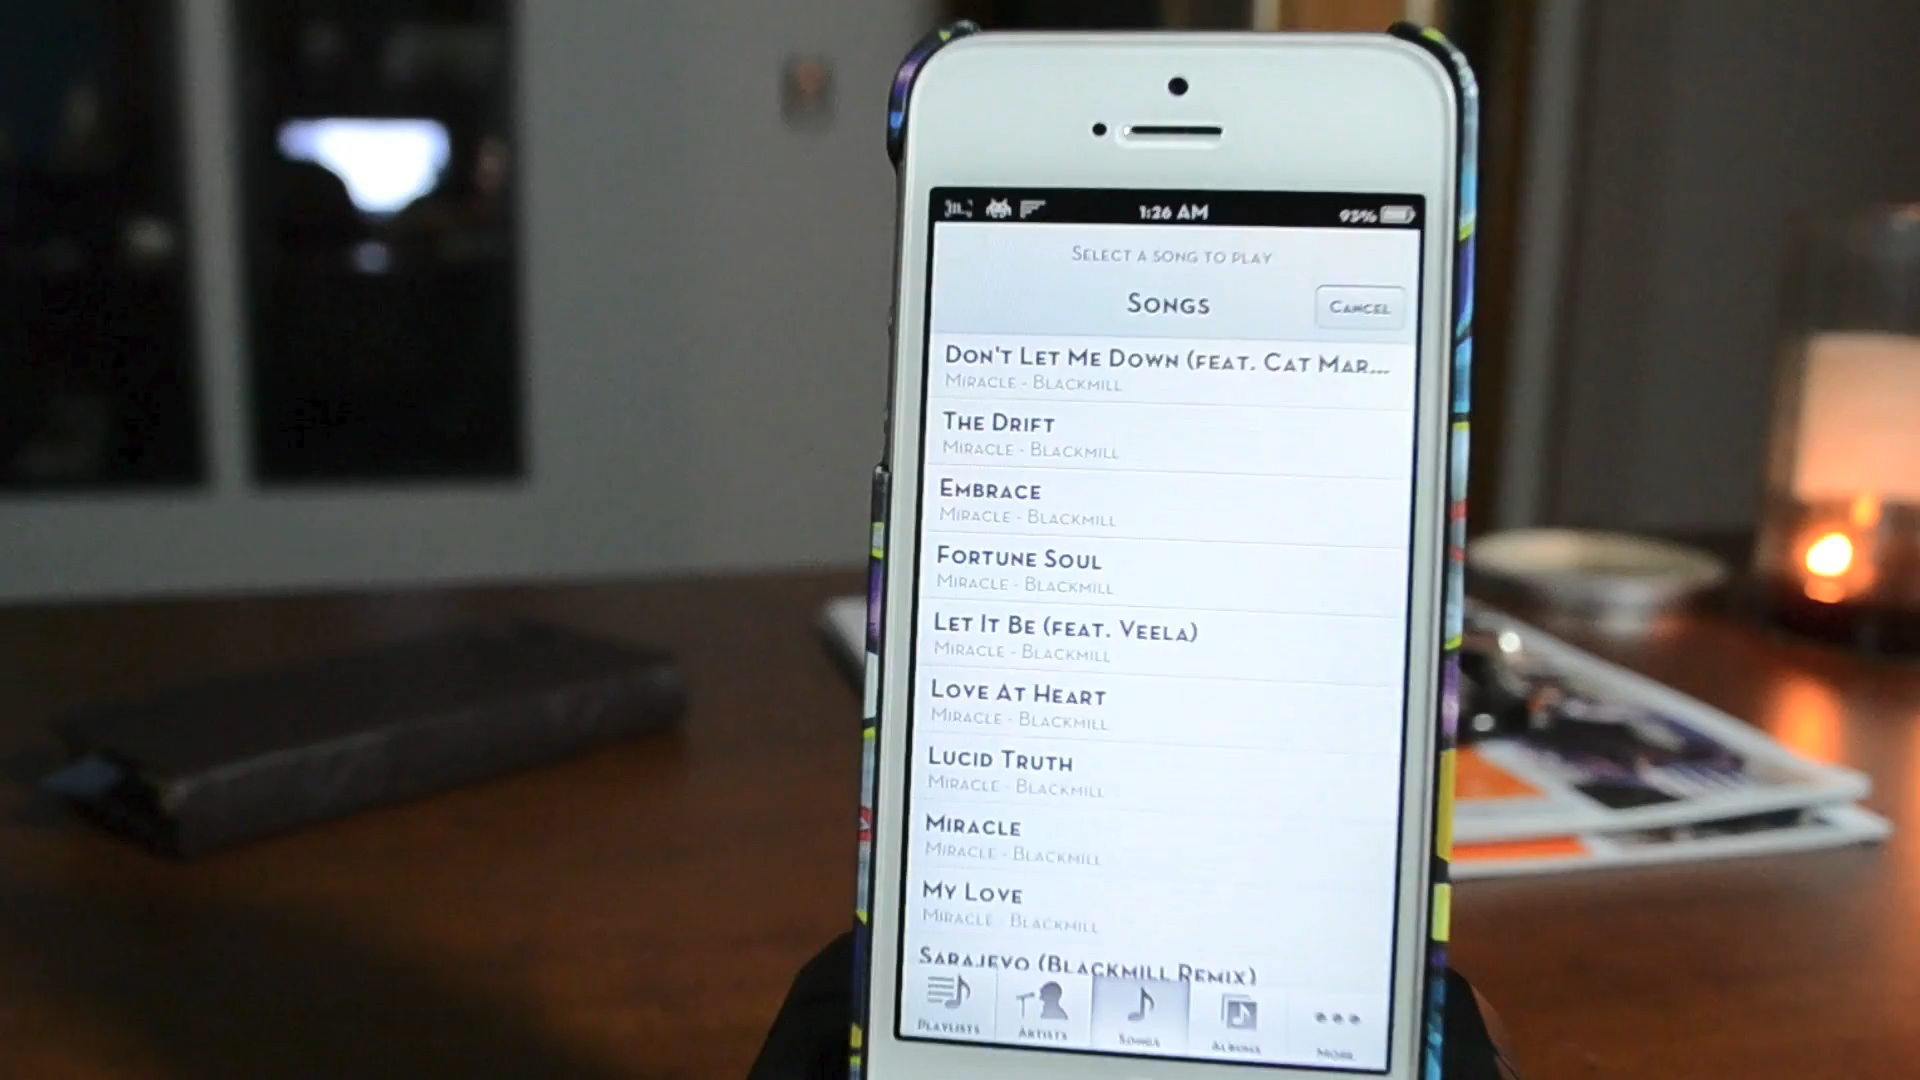 1:26 AM
93%
Select a song to play
Songs
Cancel
Don't Let Me Down (feat. Cat Mar...
Miracle - Blackmill
The Drift
Miracle - Blackmill
Embrace
Miracle - Blackmill
Fortune Soul
Miracle - Blackmill
Let It Be (feat. Veela)
Miracle - Blackmill
Love At Heart
Miracle - Blackmill
Lucid Truth
Miracle - Blackmill
Miracle
Miracle - Blackmill
My Love
Miracle - Blackmill
Sarajevo (Blackmill Remix)
Playlists
Artists
Songs
Albums
More